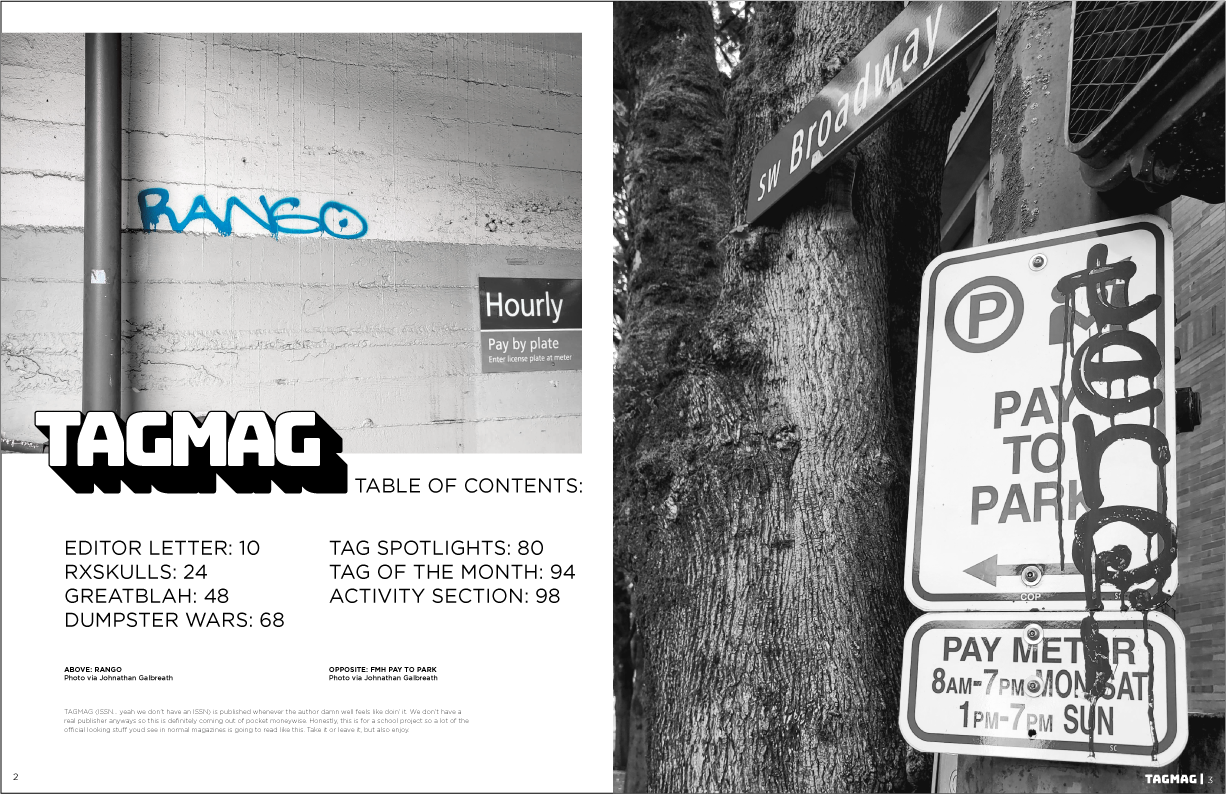 RANGO
Hourly
Pay by plate
Enter license plate at meter
TAGMAG
TABLE OF CONTENTS:
EDITOR LETTER: 10
RXSKULLS: 24
GREATBLAH: 48
DUMPSTER WARS: 68
TAG SPOTLIGHTS: 80
TAG OF THE MONTH: 94
ACTIVITY SECTION: 98
ABOVE: RANGO
Photo via Johnathan Galbreath
OPPOSITE: FMH PAY TO PARK
Photo via Johnathan Galbreath
TAGMAG (ISSN... yeah we don't have an ISSN) is published whenever the author damn well feels like doin' it. We don't have a
real publisher anyways so this is definitely coming out of pocket moneywise. Honestly, this is for a school project so a lot of the
official looking stuff you'd see in normal magazines is going to read like this. Take it or leave it, but also enjoy.
2
SW Broadway
P
PAY
TO
PARK
COP
PAY METER
8AM-7PM MON-SAT
1PM-7PM SUN
SC
TAGMAG | 3